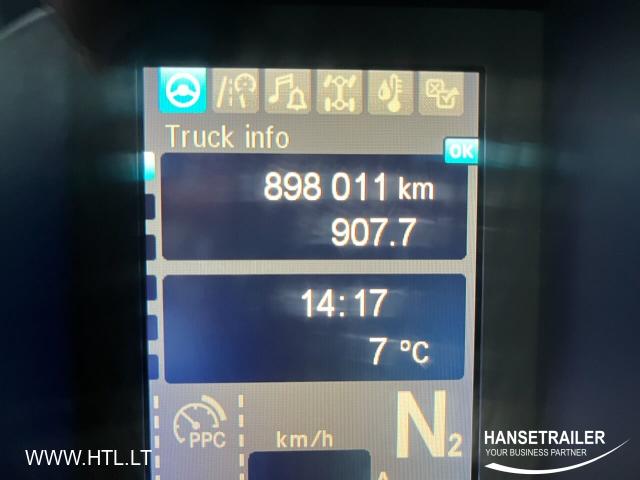 Truck info
OK
898 011 km
907.7
14:17
7 °C
PPC
km/h
N2
A
WWW.HTL.LT
HANSETRAILER
YOUR BUSINESS PARTNER